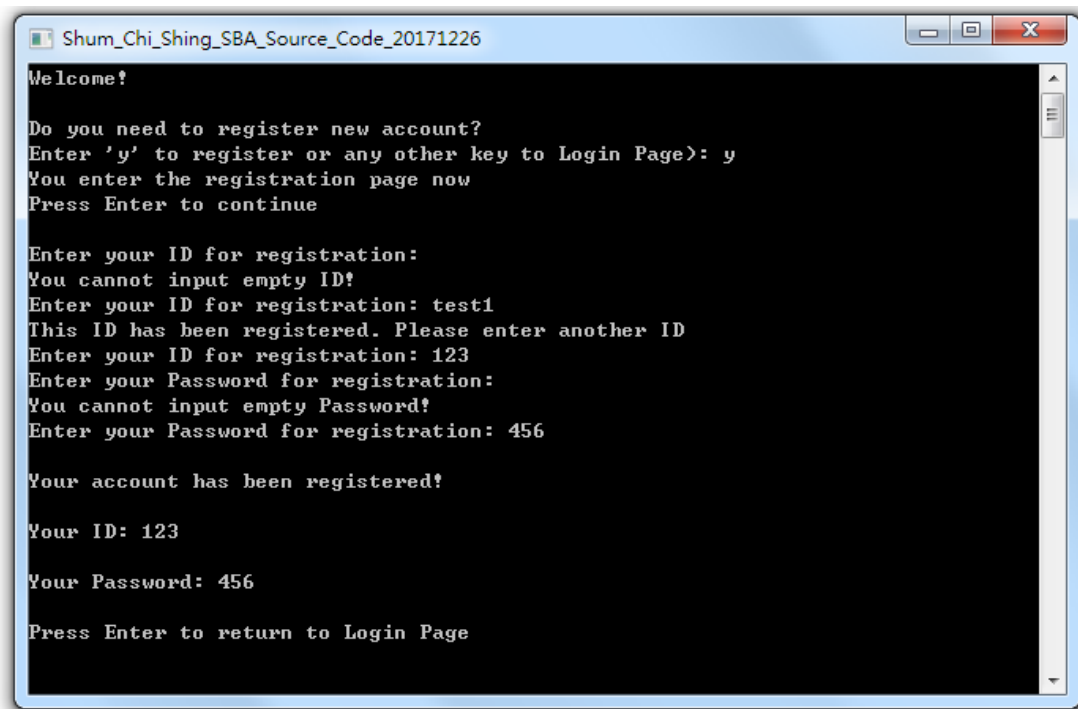 Shum_Chi_Shing_SBA_Source_Code_20171226
Welcome!
Do you need to register new account?
Enter 'y' to register or any other key to Login Page): y
You enter the registration page now
Press Enter to continue
Enter your ID for registration:
You cannot input empty ID!
Enter your ID for registration: test1
This ID has been registered. Please enter another ID
Enter your ID for registration: 123
Enter your Password for registration:
You cannot input empty Password!
Enter your Password for registration: 456
Your account has been registered!
Your ID: 123
Your Password: 456
Press Enter to return to Login Page